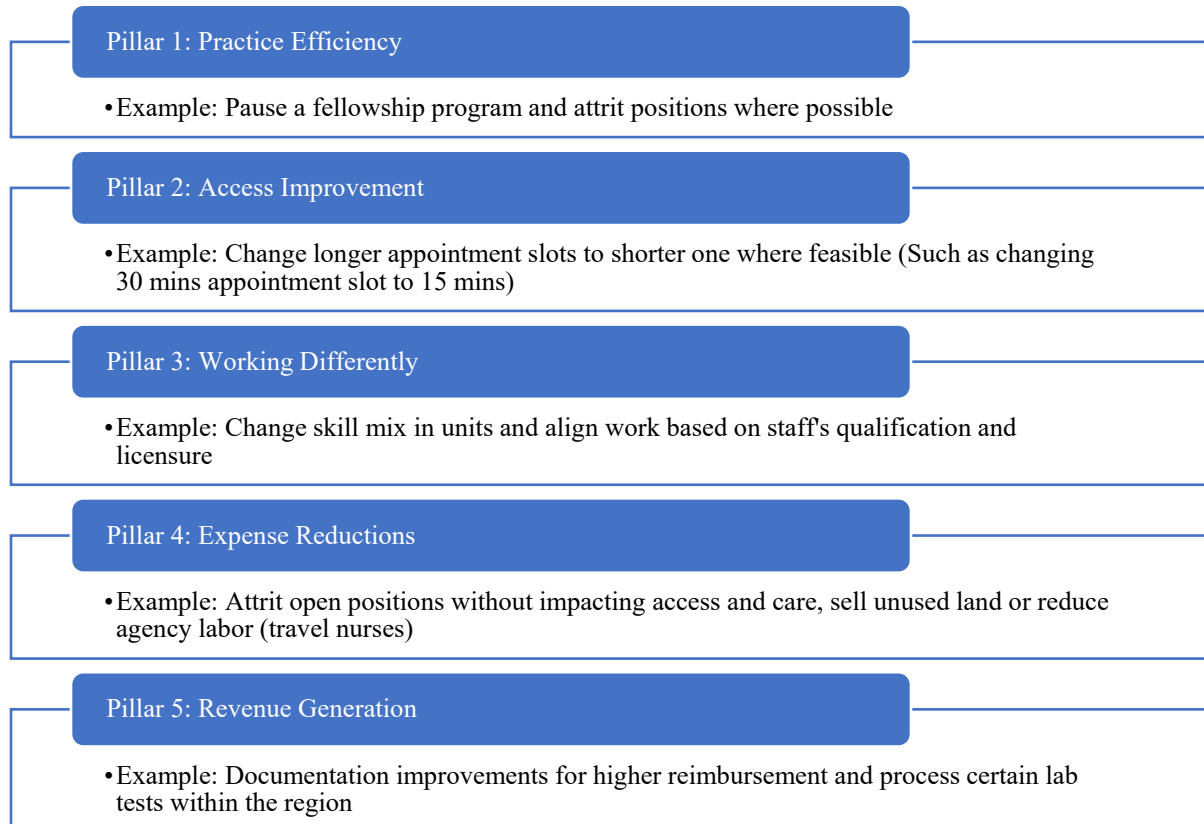 Pillar 1: Practice Efficiency
•Example: Pause a fellowship program and attrit positions where possible
Pillar 2: Access Improvement
•Example: Change longer appointment slots to shorter one where feasible (Such as changing
30 mins appointment slot to 15 mins)
Pillar 3: Working Differently
•Example: Change skill mix in units and align work based on staff's qualification and
licensure
Pillar 4: Expense Reductions
•Example: Attrit open positions without impacting access and care, sell unused land or reduce
agency labor (travel nurses)
Pillar 5: Revenue Generation
•Example: Documentation improvements for higher reimbursement and process certain lab
tests within the region